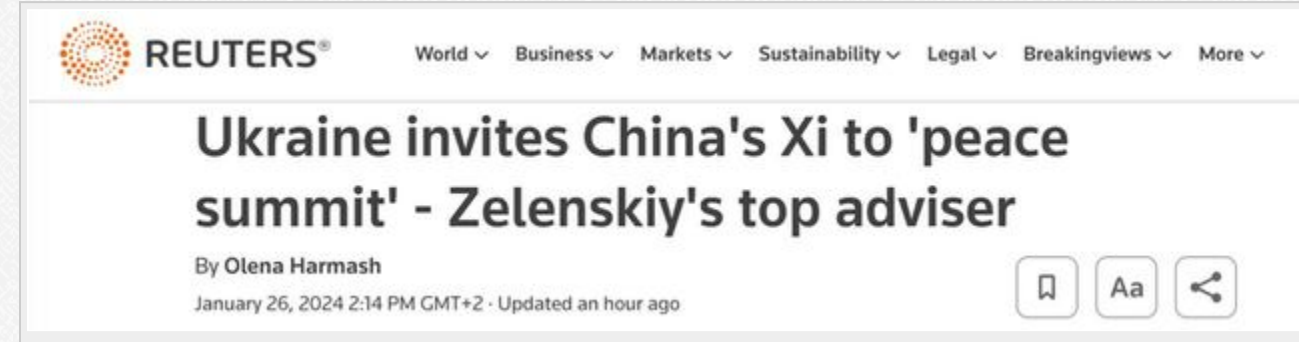 REUTERS®
World Business Markets Sustainability Legal Breakingviews More
Ukraine invites China's Xi to 'peace
summit' - Zelenskiy's top adviser
By Olena Harmash
January 26, 2024 2:14 PM GMT+2 · Updated an hour ago
Aa